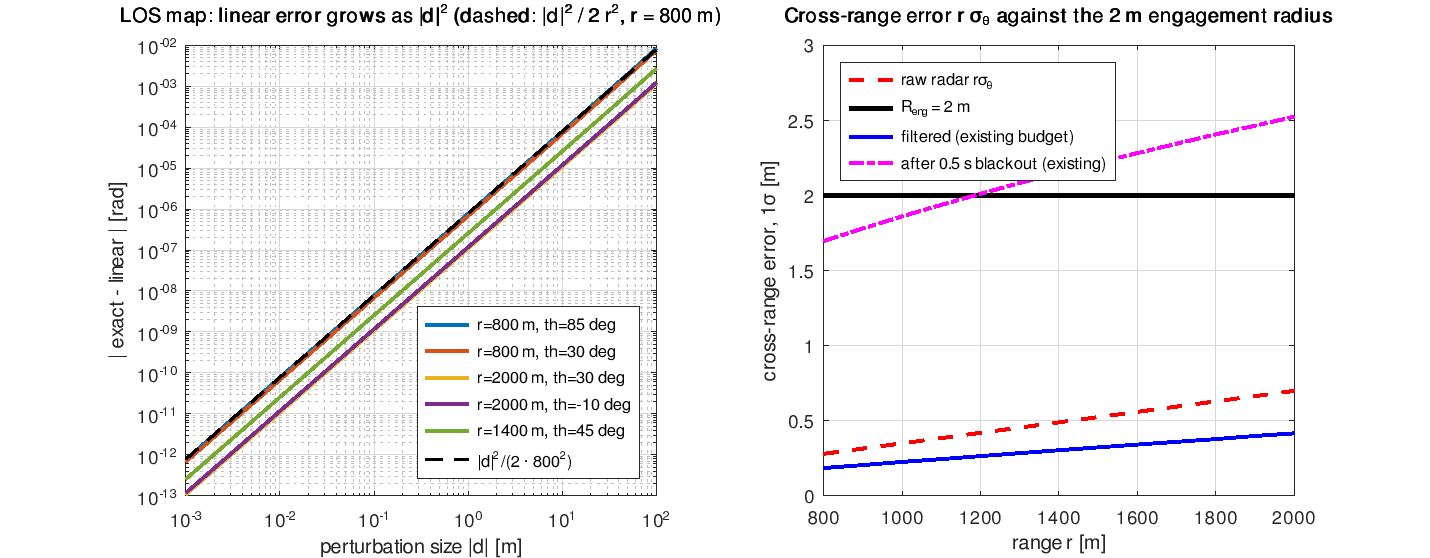 LOS map: linear error grows as |d|² (dashed: |d|² / 2 r², r = 800 m)
10⁻⁰²
10⁻⁰³
10⁻⁰⁴
10⁻⁰⁵
10⁻⁰⁶
10⁻⁰⁷
10⁻⁰⁸
10⁻⁰⁹
10⁻¹⁰
10⁻¹¹
10⁻¹²
10⁻¹³
| exact - linear | [rad]
r=800 m, th=85 deg
r=800 m, th=30 deg
r=2000 m, th=30 deg
r=2000 m, th=-10 deg
r=1400 m, th=45 deg
|d|²/(2 · 800²)
10⁻³ 10⁻² 10⁻¹ 10⁰ 10¹ 10²
perturbation size |d| [m]
Cross-range error r σ_θ against the 2 m engagement radius
3
2.5
2
1.5
1
0.5
0
cross-range error, 1σ [m]
raw radar rσ_θ
R_erg = 2 m
filtered (existing budget)
after 0.5 s blackout (existing)
800 1000 1200 1400 1600 1800 2000
range r [m]